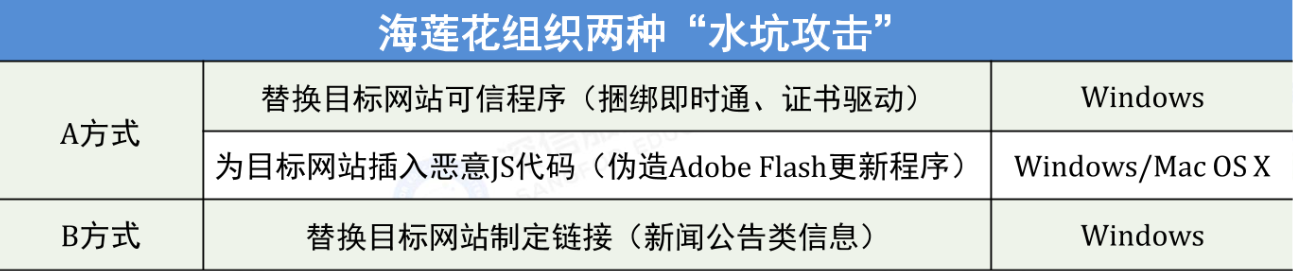 海莲花组织两种“水坑攻击”
A方式
替换目标网站可信程序（捆绑即时通、证书驱动）
Windows
为目标网站插入恶意JS代码（伪造Adobe Flash更新程序）
Windows/Mac OS X
B方式
替换目标网站制定链接（新闻公告类信息）
Windows